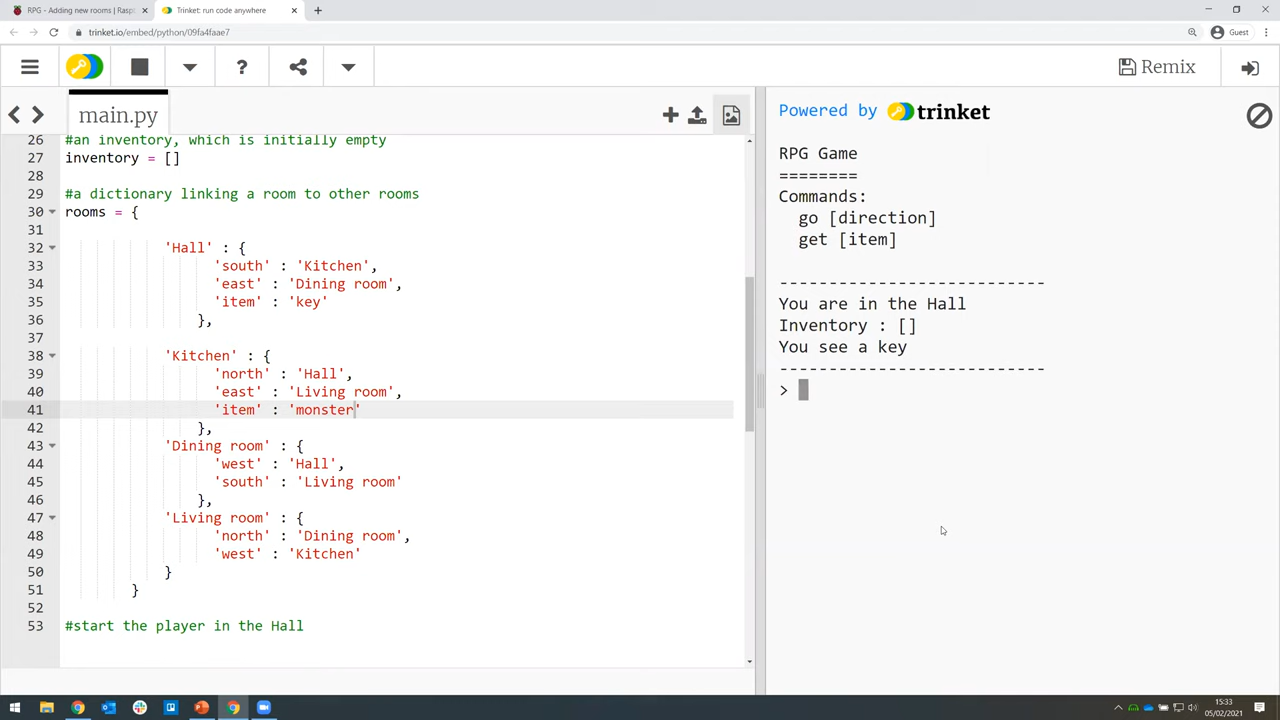 RPG - Adding new rooms | Rasp
Trinket: run code anywhere
trinket.io/embed/python/09fa4faae7
Guest
?
Remix
main.py
26 #an inventory, which is initially empty
27 inventory = []
28
29 #a dictionary linking a room to other rooms
30 rooms = {
31
32 'Hall' : {
33 'south' : 'Kitchen',
34 'east' : 'Dining room',
35 'item' : 'key'
36 },
37
38 'Kitchen' : {
39 'north' : 'Hall',
40 'east' : 'Living room',
41 'item' : 'monster'
42 },
43 'Dining room' : {
44 'west' : 'Hall',
45 'south' : 'Living room'
46 },
47 'Living room' : {
48 'north' : 'Dining room',
49 'west' : 'Kitchen'
50 }
51 }
52
53 #start the player in the Hall
Powered by trinket
RPG Game
========
Commands:
go [direction]
get [item]
---------------------------
You are in the Hall
Inventory : []
You see a key
---------------------------
>
15:33
05/02/2021